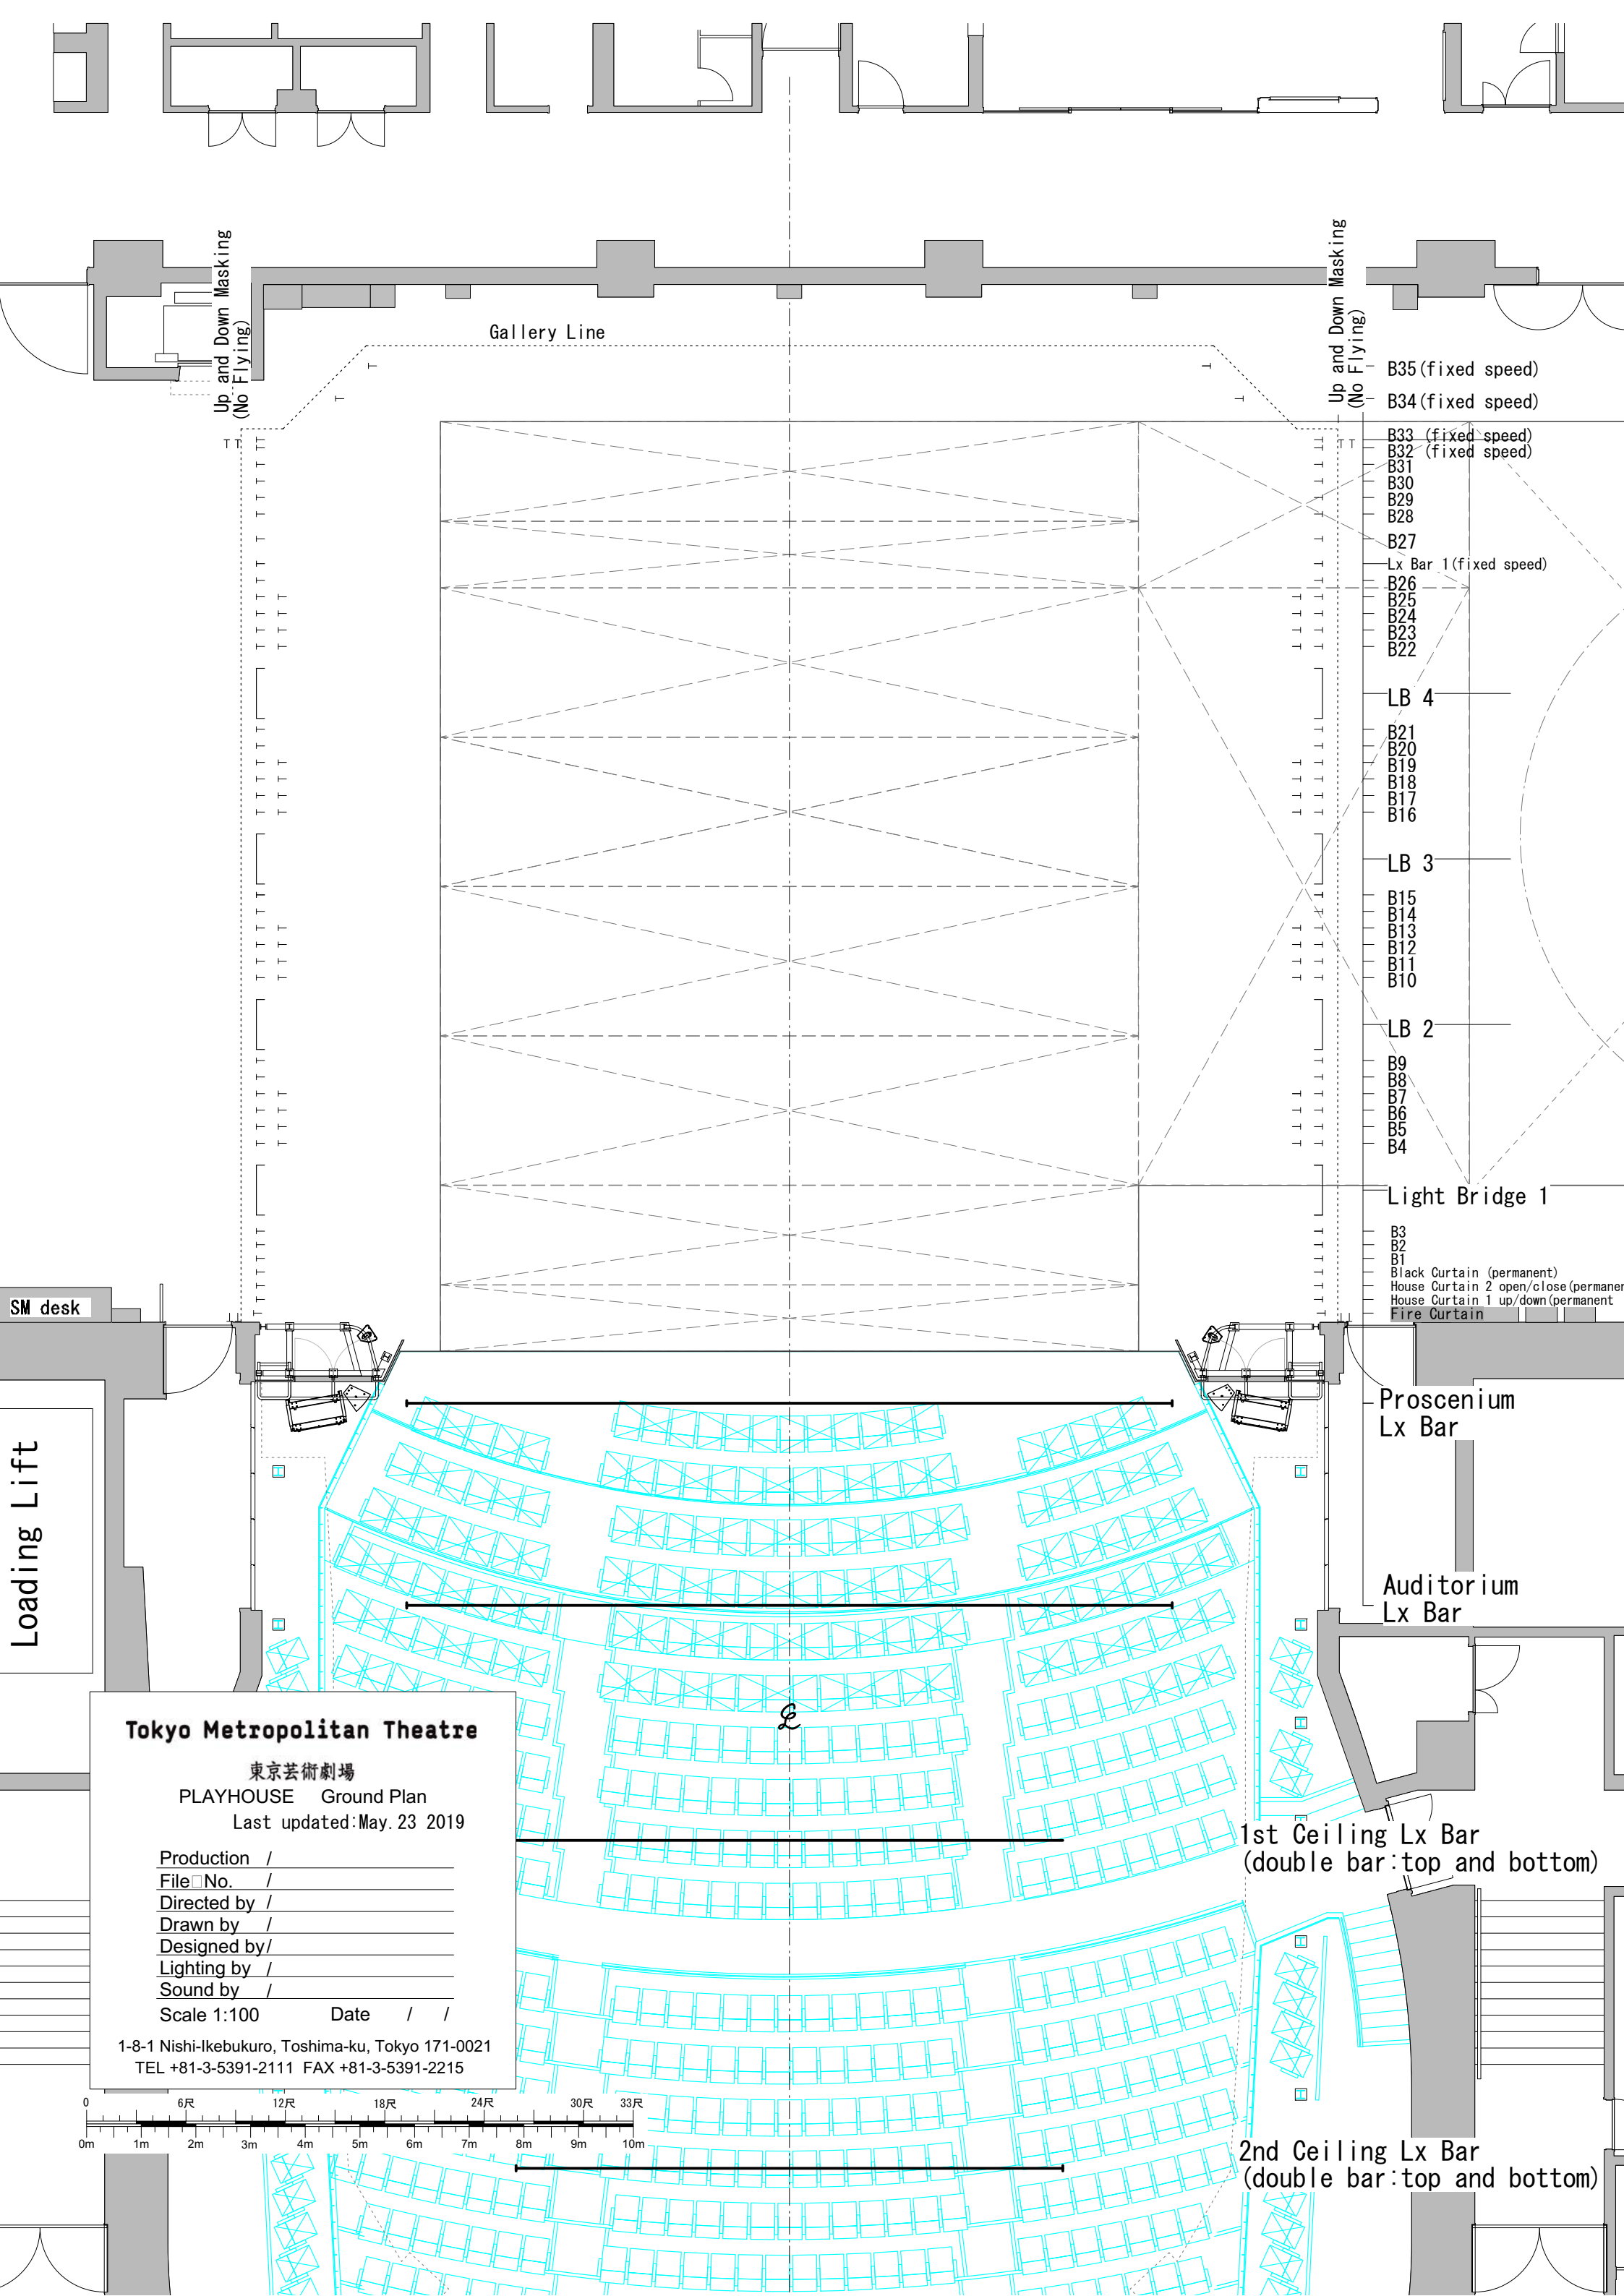 Up and Down Masking
(No Flying)
Up and Down Masking
(No Flying)
Gallery Line
B35(fixed speed)
B34(fixed speed)
T T
T T
B33 (fixed speed)
B32 (fixed speed)
B31
B30
B29
B28
B27
Lx Bar 1(fixed speed)
B26
B25
B24
B23
B22
LB 4
B21
B20
B19
B18
B17
B16
LB 3
B15
B14
B13
B12
B11
B10
LB 2
B9
B8
B7
B6
B5
B4
Light Bridge 1
B3
B2
B1
Black Curtain (permanent)
House Curtain 2 open/close(permanen
House Curtain 1 up/down(permanent
Fire Curtain
SM desk
Proscenium
Lx Bar
Loading Lift
Auditorium
Lx Bar
Tokyo Metropolitan Theatre
東京芸術劇場
PLAYHOUSE Ground Plan
Last updated:May. 23 2019
Production /
File□No. /
Directed by /
Drawn by /
Designed by /
Lighting by /
Sound by /
Scale 1:100 Date / /
1-8-1 Nishi-Ikebukuro, Toshima-ku, Tokyo 171-0021
TEL +81-3-5391-2111 FAX +81-3-5391-2215
1st Ceiling Lx Bar
(double bar:top and bottom)
0 6尺 12尺 18尺 24尺 30尺 33尺
0m 1m 2m 3m 4m 5m 6m 7m 8m 9m 10m
2nd Ceiling Lx Bar
(double bar:top and bottom)